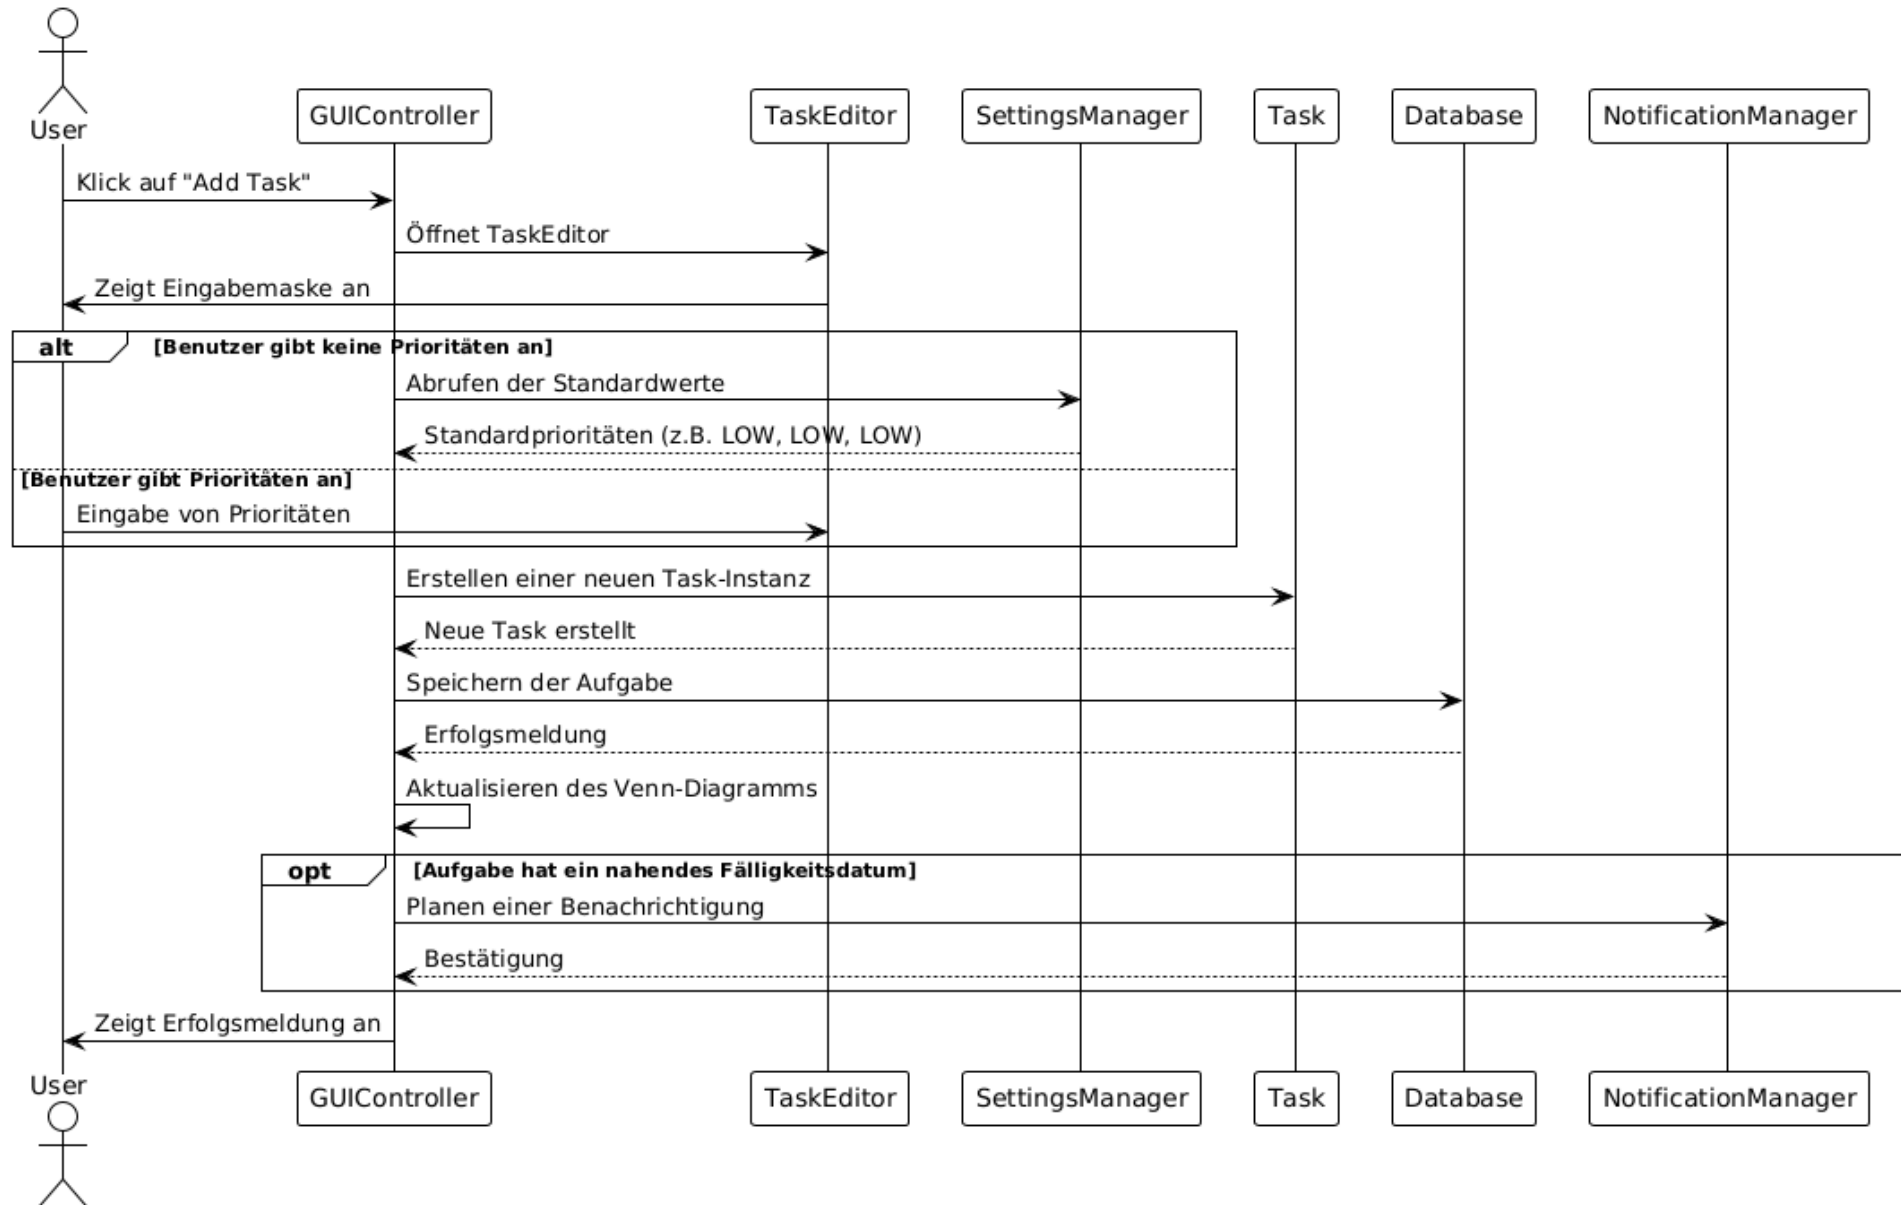 User
GUIController
TaskEditor
SettingsManager
Task
Database
NotificationManager
Klick auf "Add Task"
Öffnet TaskEditor
Zeigt Eingabemaske an
alt
[Benutzer gibt keine Prioritäten an]
Abrufen der Standardwerte
Standardprioritäten (z.B. LOW, LOW, LOW)
[Benutzer gibt Prioritäten an]
Eingabe von Prioritäten
Erstellen einer neuen Task-Instanz
Neue Task erstellt
Speichern der Aufgabe
Erfolgsmeldung
Aktualisieren des Venn-Diagramms
opt
[Aufgabe hat ein nahendes Fälligkeitsdatum]
Planen einer Benachrichtigung
Bestätigung
Zeigt Erfolgsmeldung an
User
GUIController
TaskEditor
SettingsManager
Task
Database
NotificationManager